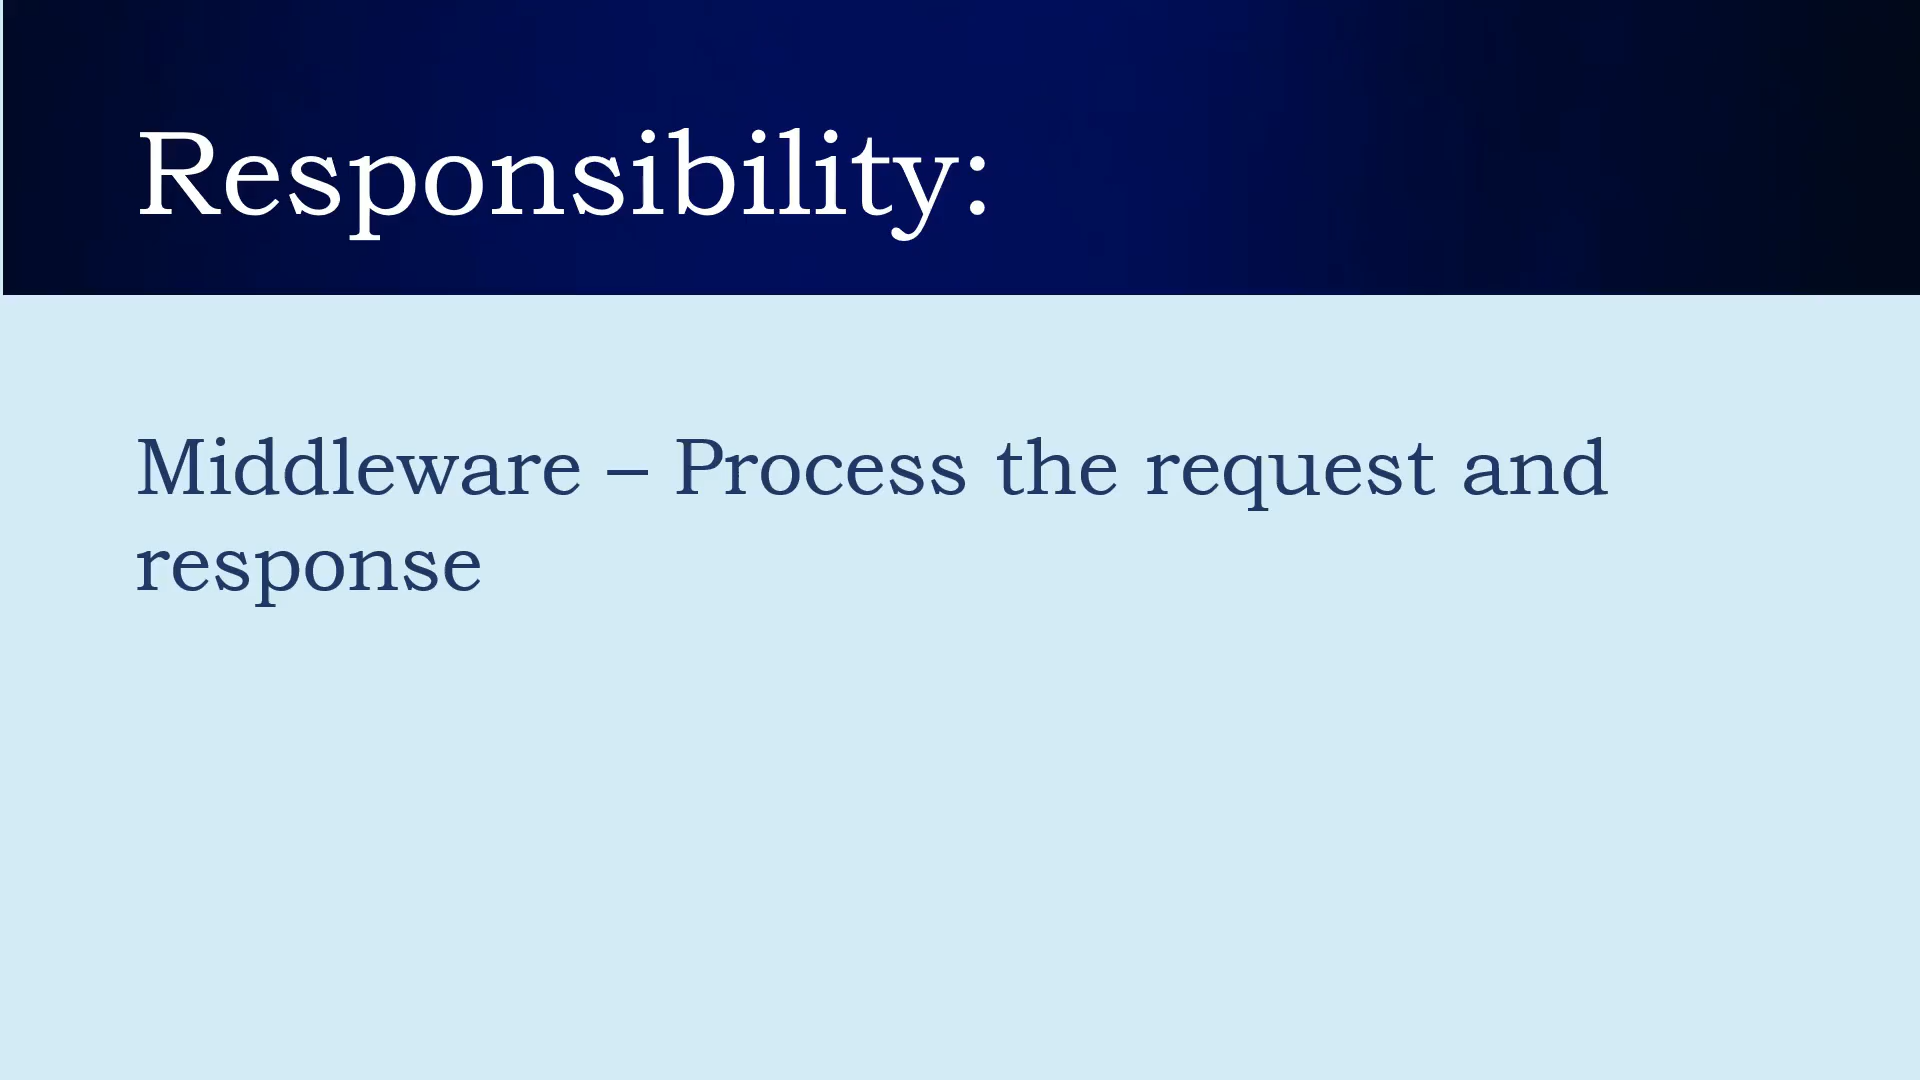 Responsibility:
Middleware – Process the request and
response